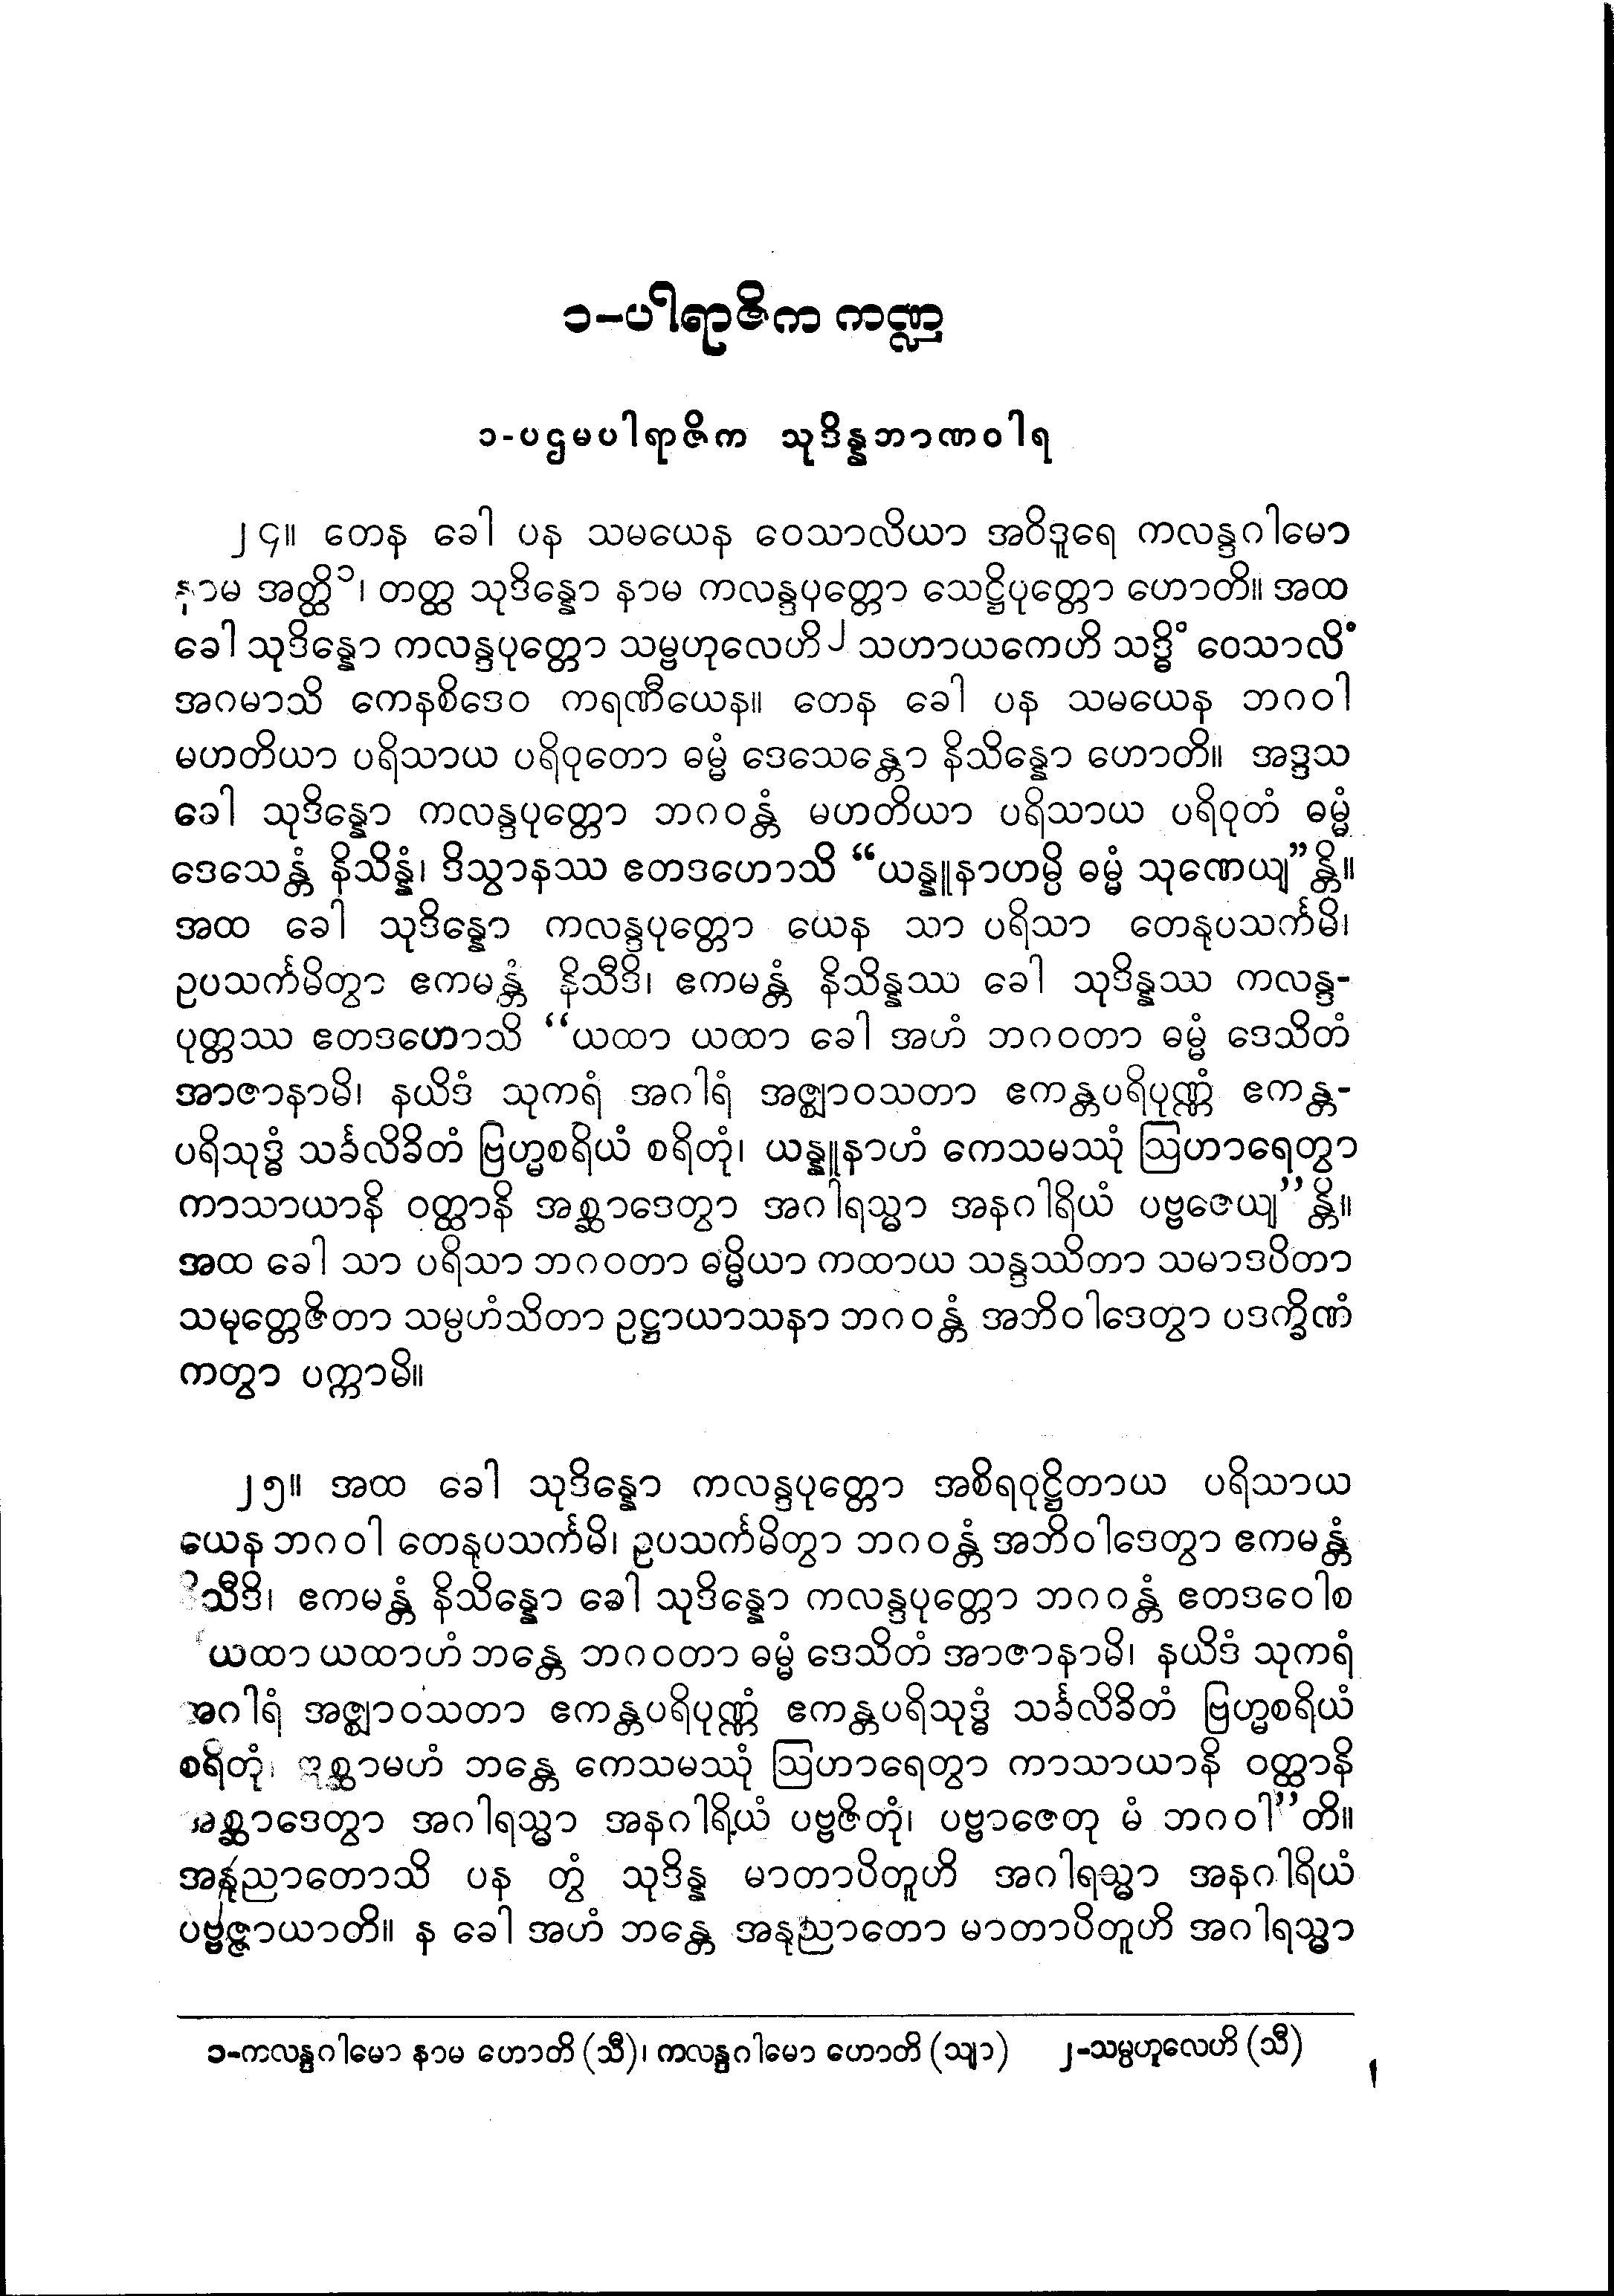 ၁-ပါရာဇိက ကဏ္ဍ
၁-ပဌမပါရာဇိက သုဒိန္နဘာဏဝါရ
၂၄။ တေန ခေါ ပန သမယေန ဝေသာလိယာ အဝိဒူရေ ကလန္ဒဂါမော
နာမ အတ္ထိ၁၊ တတ္ထ သုဒိန္နော နာမ ကလန္ဒပုတ္တော သေဋ္ဌိပုတ္တော ဟောတိ။ အထ
ခေါ သုဒိန္နော ကလန္ဒပုတ္တော သမ္ဗဟုလေဟိ၂ သဟာယကေဟိ သဒ္ဓိံ ဝေသာလိံ
အဂမာသိ ကေနစိဒေဝ ကရဏီယေန။ တေန ခေါ ပန သမယေန ဘဂဝါ
မဟတိယာ ပရိသာယ ပရိဝုတော ဓမ္မံ ဒေသေန္တော နိသိန္နော ဟောတိ။ အဒ္ဒသ
ခေါ သုဒိန္နော ကလန္ဒပုတ္တော ဘဂဝန္တံ မဟတိယာ ပရိသာယ ပရိဝုတံ ဓမ္မံ
ဒေသေန္တံ နိသိန္နံ၊ ဒိသွာနဿ ဧတဒဟောသိ “ယန္နူနာဟမ္ပိ ဓမ္မံ သုဏေယျ”န္တိ။
အထ ခေါ သုဒိန္နော ကလန္ဒပုတ္တော ယေန သာ ပရိသာ တေနုပသင်္ကမိ၊
ဥပသင်္ကမိတွာ ဧကမန္တံ နိသီဒိ၊ ဧကမန္တံ နိသိန္နဿ ခေါ သုဒိန္နဿ ကလန္ဒ-
ပုတ္တဿ ဧတဒဟောသိ “ယထာ ယထာ ခေါ အဟံ ဘဂဝတာ ဓမ္မံ ဒေသိတံ
အာဇာနာမိ၊ နယိဒံ သုကရံ အဂါရံ အဇ္ဈာဝသတာ ဧကန္တပရိပုဏ္ဏံ ဧကန္တ-
ပရိသုဒ္ဓံ သင်္ခလိခိတံ ဗြဟ္မစရိယံ စရိတုံ၊ ယန္နူနာဟံ ကေသမဿုံ ဩဟာရေတွာ
ကာသာယာနိ ဝတ္ထာနိ အစ္ဆာဒေတွာ အဂါရသ္မာ အနဂါရိယံ ပဗ္ဗဇေယျ”န္တိ။
အထ ခေါ သာ ပရိသာ ဘဂဝတာ ဓမ္မိယာ ကထာယ သန္ဒဿိတာ သမာဒပိတာ
သမုတ္တေဇိတာ သမ္ပဟံသိတာ ဥဋ္ဌာယာသနာ ဘဂဝန္တံ အဘိဝါဒေတွာ ပဒက္ခိဏံ
ကတွာ ပက္ကာမိ။
၂၅။ အထ ခေါ သုဒိန္နော ကလန္ဒပုတ္တော အစိရဝုဋ္ဌိတာယ ပရိသာယ
ယေန ဘဂဝါ တေနုပသင်္ကမိ၊ ဥပသင်္ကမိတွာ ဘဂဝန္တံ အဘိဝါဒေတွာ ဧကမန္တံ
နိသီဒိ၊ ဧကမန္တံ နိသိန္နော ခေါ သုဒိန္နော ကလန္ဒပုတ္တော ဘဂဝန္တံ ဧတဒဝေါစ
“ယထာ ယထာဟံ ဘန္တေ ဘဂဝတာ ဓမ္မံ ဒေသိတံ အာဇာနာမိ၊ နယိဒံ သုကရံ
အဂါရံ အဇ္ဈာဝသတာ ဧကန္တပရိပုဏ္ဏံ ဧကန္တပရိသုဒ္ဓံ သင်္ခလိခိတံ ဗြဟ္မစရိယံ
စရိတုံ၊ ဣစ္ဆာမဟံ ဘန္တေ ကေသမဿုံ ဩဟာရေတွာ ကာသာယာနိ ဝတ္ထာနိ
အစ္ဆာဒေတွာ အဂါရသ္မာ အနဂါရိယံ ပဗ္ဗဇိတုံ၊ ပဗ္ဗာဇေတု မံ ဘဂဝါ”တိ။
အနုညာတောသိ ပန တွံ သုဒိန္န မာတာပိတူဟိ အဂါရသ္မာ အနဂါရိယံ
ပဗ္ဗဇ္ဇာယာတိ။ န ခေါ အဟံ ဘန္တေ အနုညာတော မာတာပိတူဟိ အဂါရသ္မာ
၁-ကလန္ဒဂါမော နာမ ဟောတိ (သီ)၊ ကလန္ဒဂါမော ဟောတိ (သျာ) ၂-သမ္ပဟုလေဟိ (သီ)